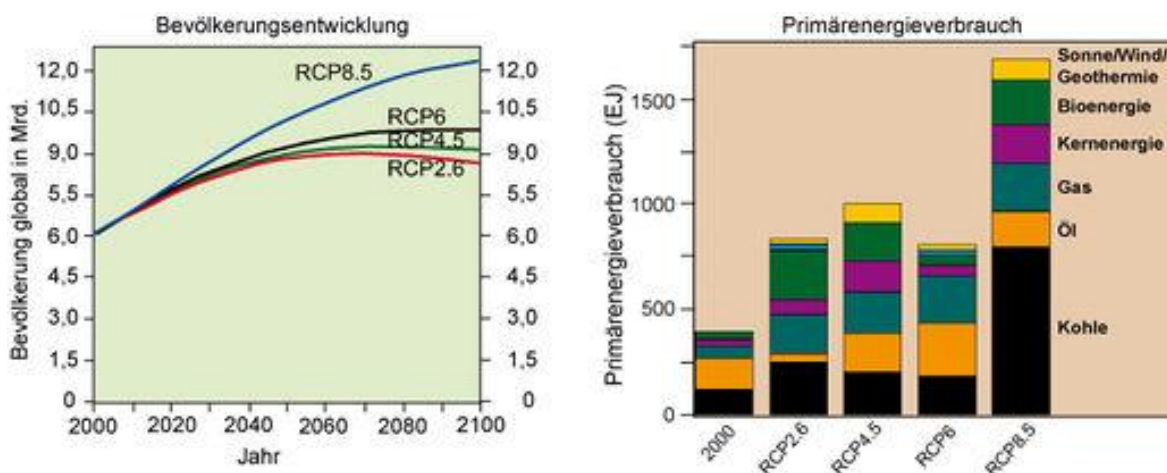 Bevölkerungsentwicklung
Bevölkerung global in Mrd.
12,0
10,5
9,0
5,5
6,0
4,5
3,0
1,5
0
RCP8.5
RCP6
RCP4.5
RCP2.6
12,0
10,5
9,0
5,5
6,0
4,5
3,0
1,5
0
2000 2020 2040 2060 2080 2100
Jahr
Primärenergieverbrauch
Primärenergieverbrauch (EJ)
1500
1000
500
0
Sonne/Wind/
Geothermie
Bioenergie
Kernenergie
Gas
Öl
Kohle
2000 RCP2.6 RCP4.5 RCP6 RCP8.5